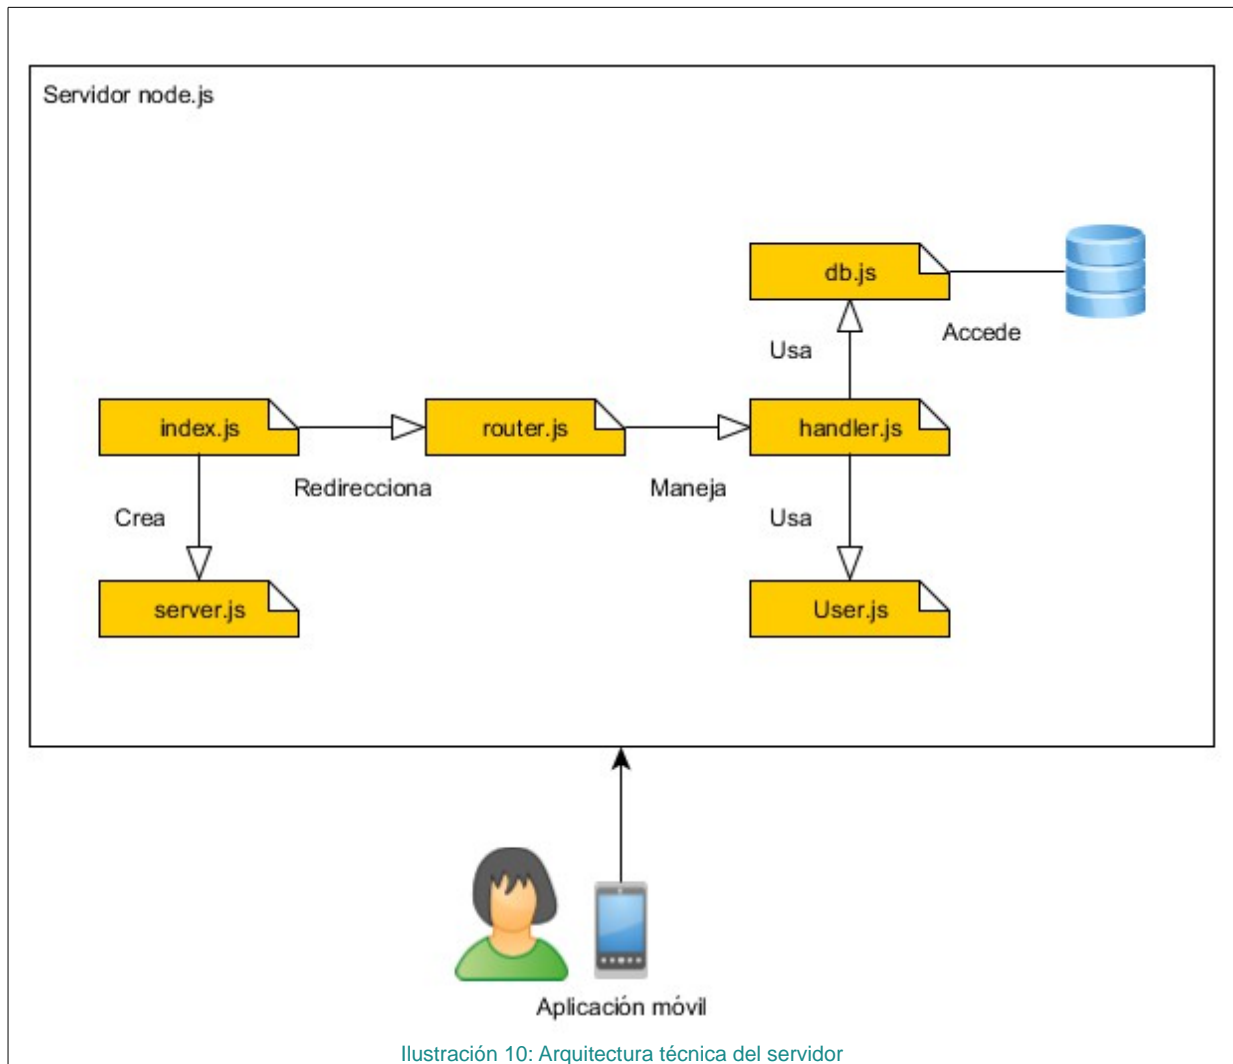 Servidor node.js
db.js
Accede
Usa
index.js
router.js
handler.js
Redirecciona
Maneja
Crea
Usa
server.js
User.js
Aplicación móvil
Ilustración 10: Arquitectura técnica del servidor